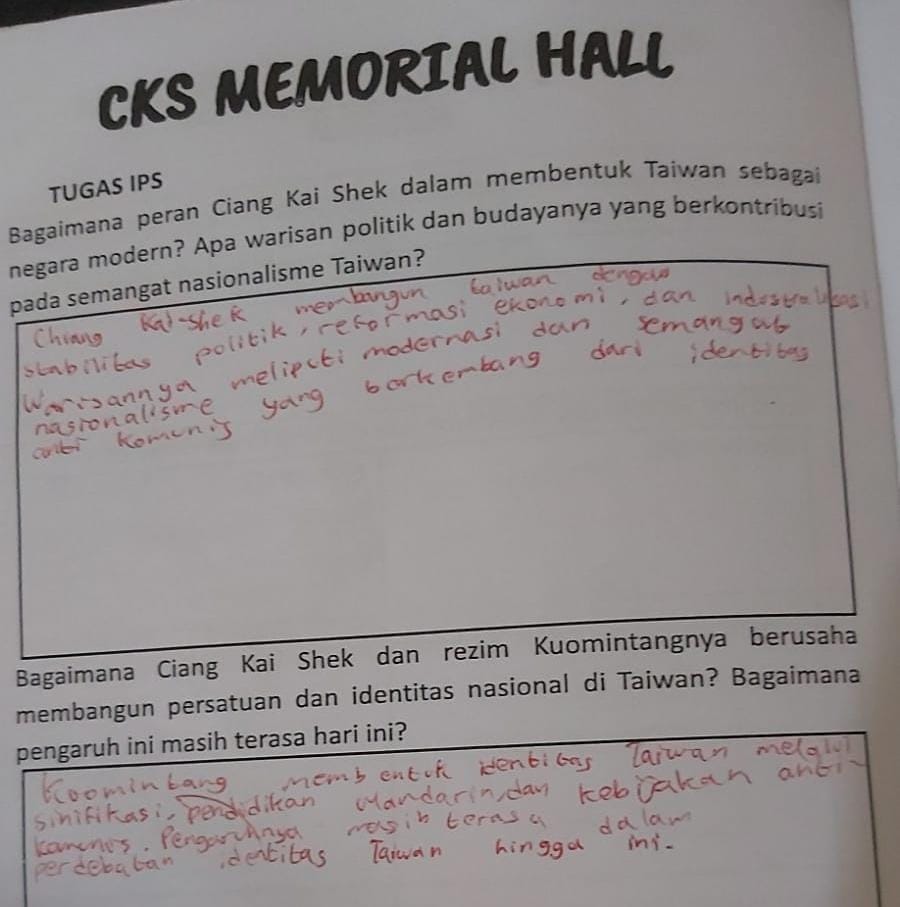 CKS MEMORIAL HALL
TUGAS IPS
Bagaimana peran Ciang Kai Shek dalam membentuk Taiwan sebagai
negara modern? Apa warisan politik dan budayanya yang berkontribusi
pada semangat nasionalisme Taiwan?
Chiang Kai-shek membangun taiwan dengan
stabilitas politik, reformasi ekonomi, dan industralisasi
Warisannya meliputi modernasi dan semangat
nasionalisme yang berkembang dari identitas
anti komunis
Bagaimana Ciang Kai Shek dan rezim Kuomintangnya berusaha
membangun persatuan dan identitas nasional di Taiwan? Bagaimana
pengaruh ini masih terasa hari ini?
Koomintang membentuk identitas Taiwan melalui
sinifikasi, pendidikan Mandarin, dan kebijakan anti-
komunis. Pengaruhnya masih terasa dalam
perdebatan identitas Taiwan hingga ini.